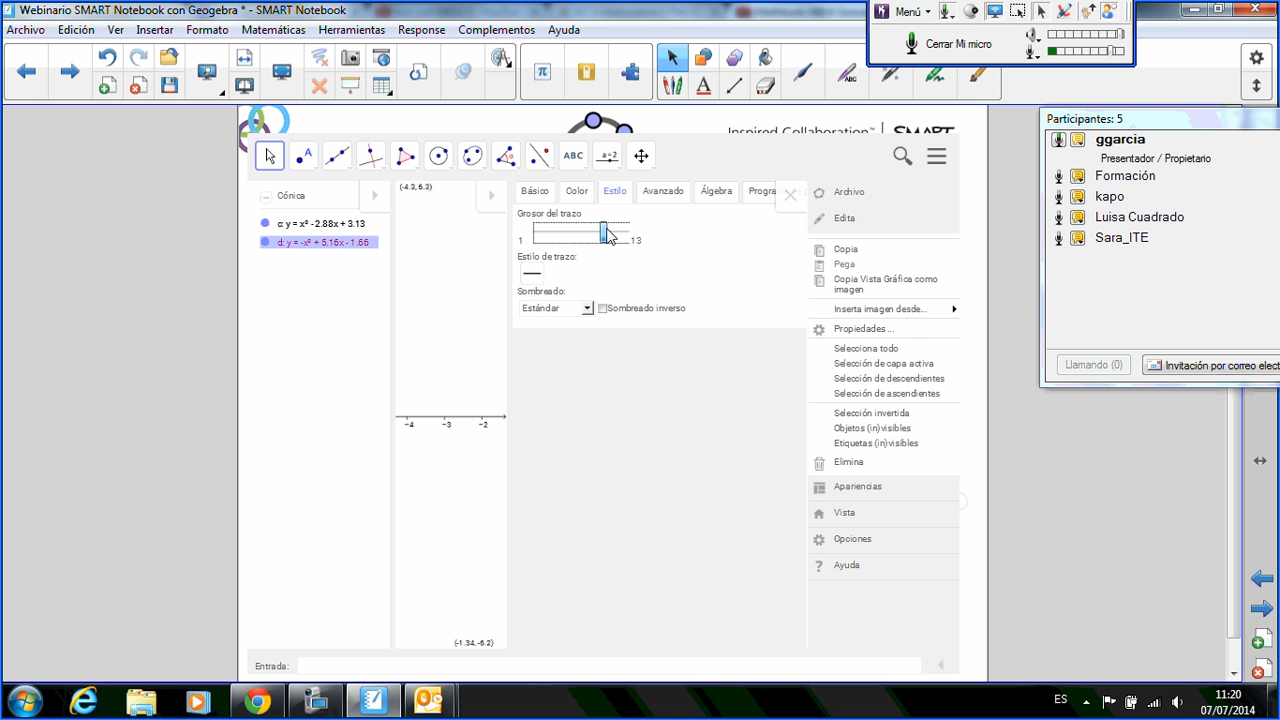 Webinario SMART Notebook con Geogebra * - SMART Notebook
Archivo Edición Ver Insertar Formato Matemáticas Herramientas Response Complementos Ayuda
Menú
Cerrar Mi micro
Inspired Collaboration™ SMART
π
ABC
A
ABC
a=2
Participantes: 5
ggarcia
Presentador / Propietario
Formación
kapo
Luisa Cuadrado
Sara_ITE
Llamando (0)
Invitación por correo elect
Cónica
c: y = x² -2.88x + 3.13
d: y = -x² + 5.16x - 1.66
(-4.3, 6.3)
-4 -3 -2
(-1.34, -6.2)
Básico Color Estilo Avanzado Álgebra Progra
Grosor del trazo
1 13
Estilo de trazo:
Sombreado:
Estándar Sombreado inverso
Archivo
Edita
Copia
Pega
Copia Vista Gráfica como
imagen
Inserta imagen desde...
Propiedades ...
Selecciona todo
Selección de capa activa
Selección de descendientes
Selección de ascendientes
Selección invertida
Objetos (in)visibles
Etiquetas (in)visibles
Elimina
Apariencias
Vista
Opciones
Ayuda
Entrada:
ES
11:20
07/07/2014